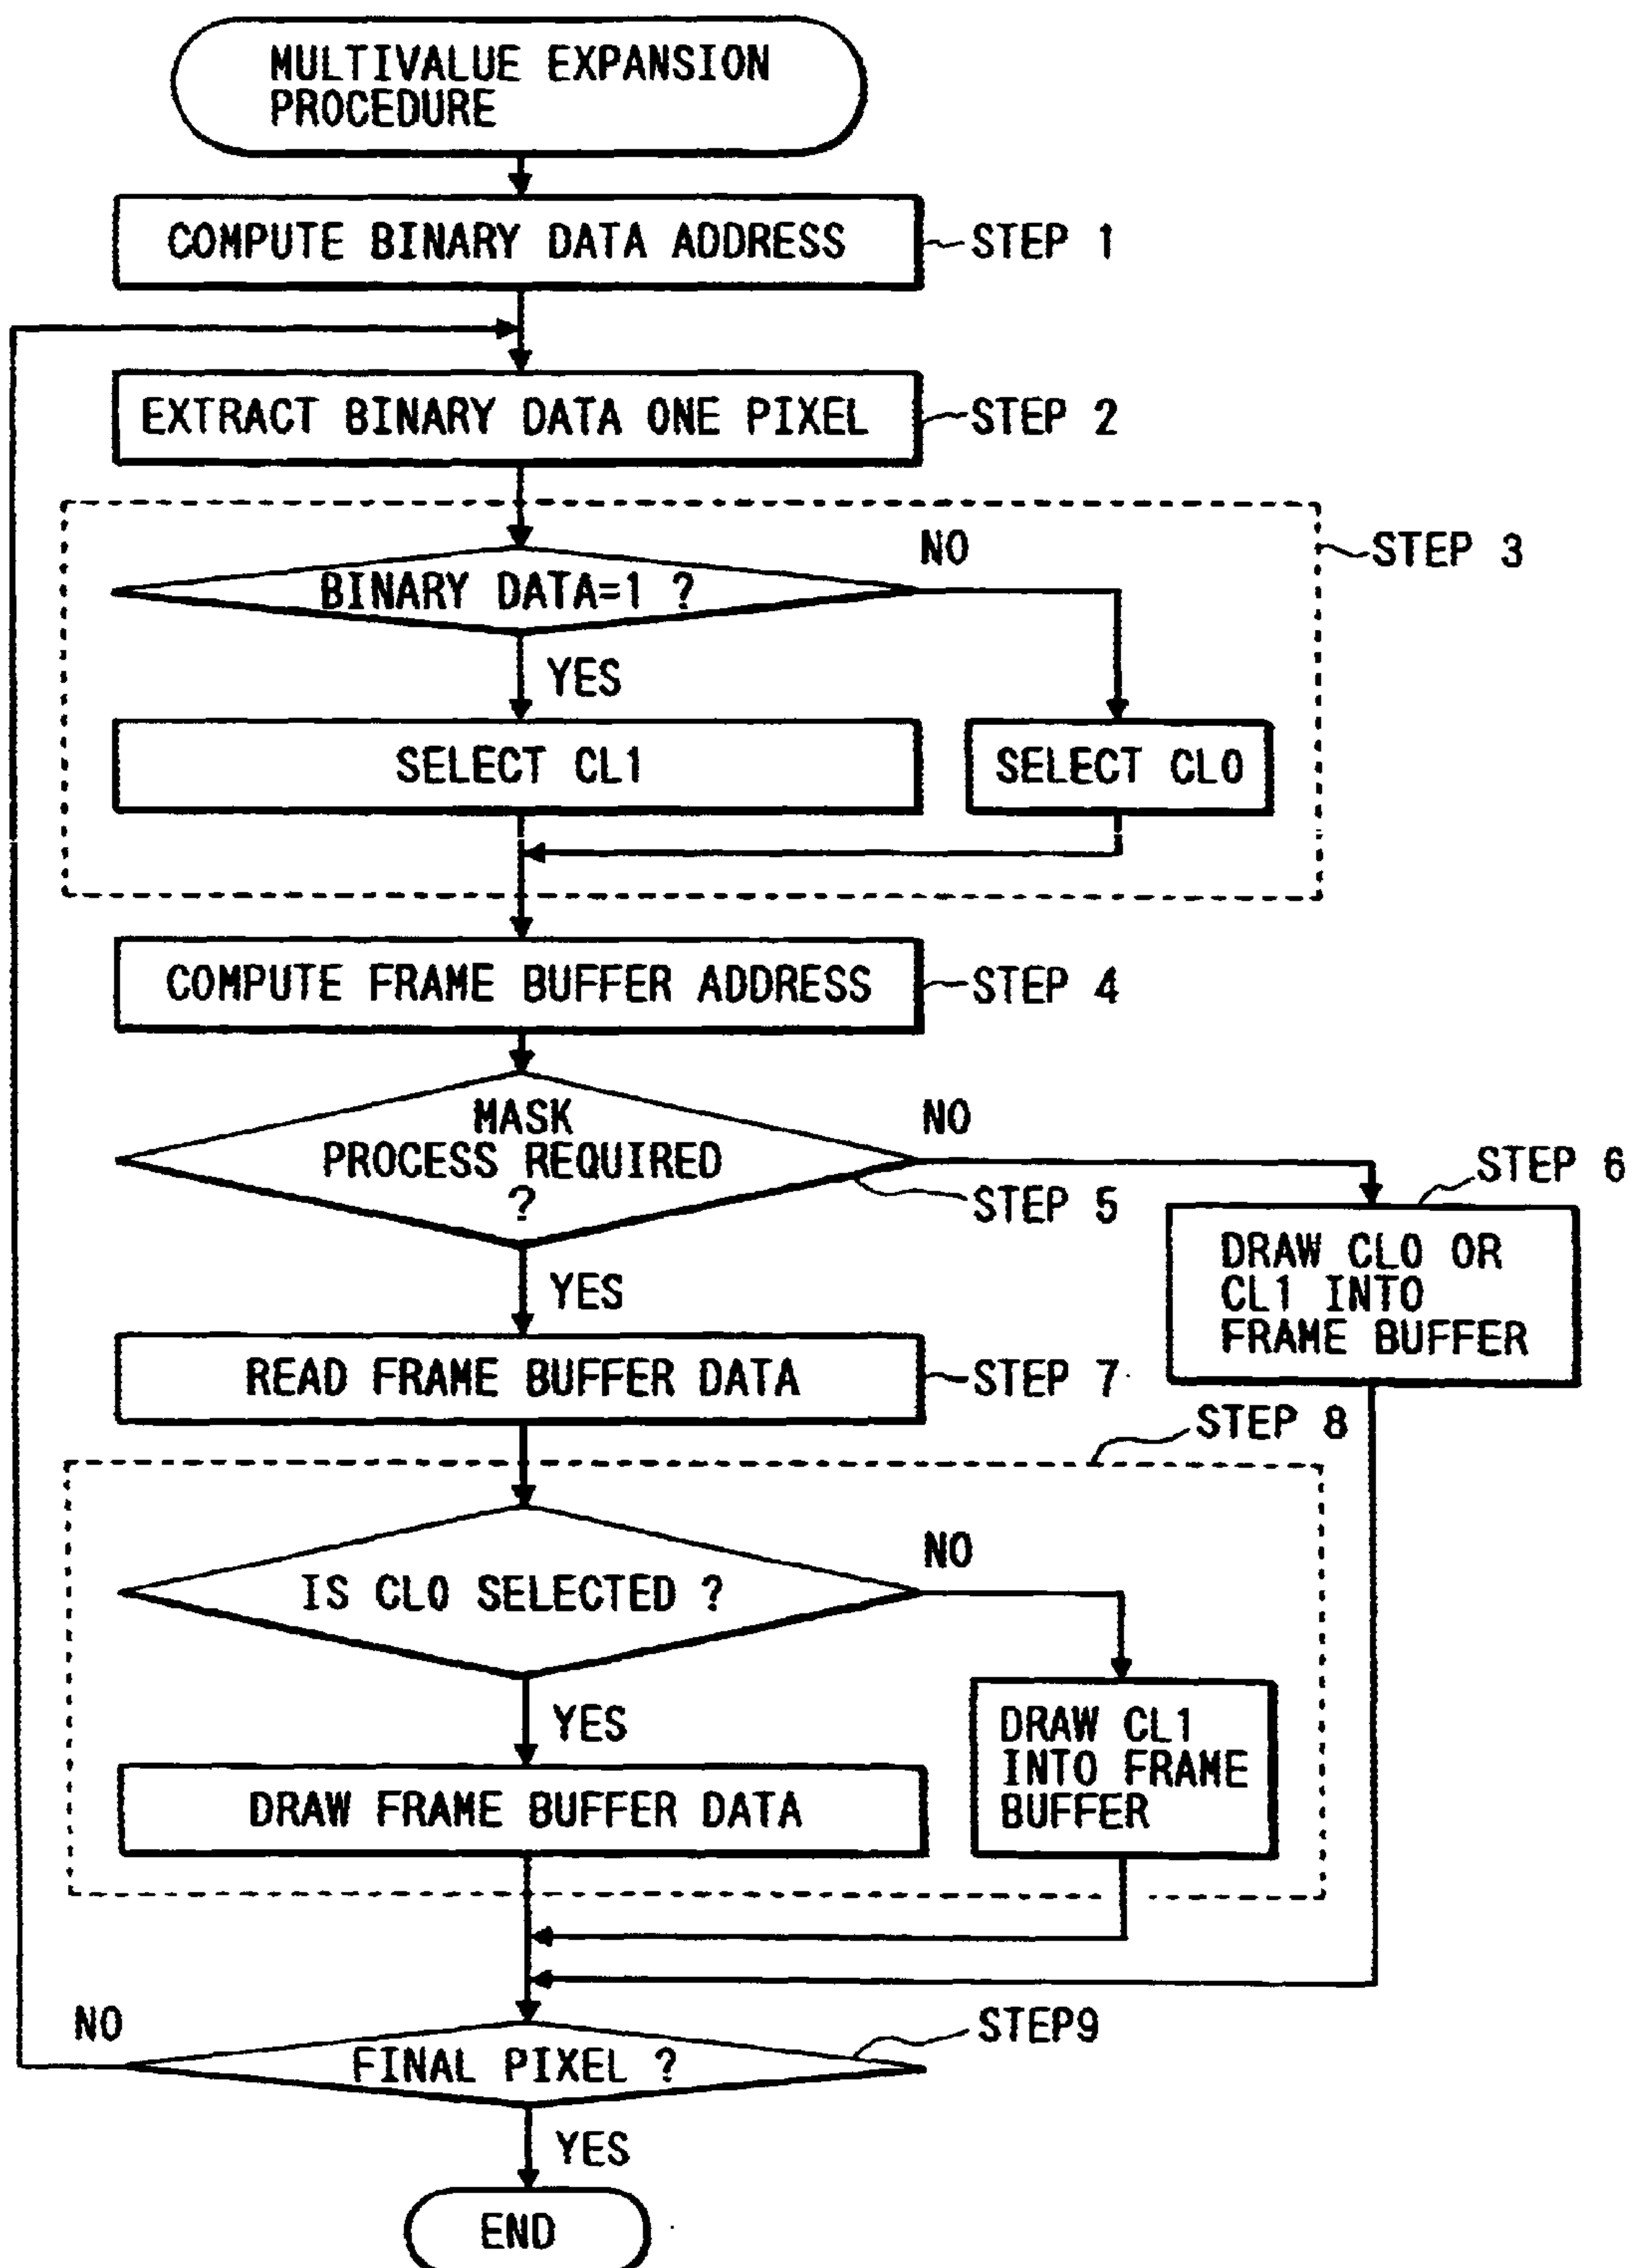 MULTIVALUE EXPANSION
PROCEDURE
COMPUTE BINARY DATA ADDRESS
STEP 1
EXTRACT BINARY DATA ONE PIXEL
STEP 2
NO
STEP 3
BINARY DATA=1 ?
YES
SELECT CL1
SELECT CL0
COMPUTE FRAME BUFFER ADDRESS
STEP 4
MASK
PROCESS REQUIRED
?
NO
STEP 5
STEP 6
DRAW CL0 OR
CL1 INTO
FRAME BUFFER
YES
READ FRAME BUFFER DATA
STEP 7
STEP 8
NO
IS CL0 SELECTED ?
YES
DRAW CL1
INTO FRAME
BUFFER
DRAW FRAME BUFFER DATA
NO
STEP9
FINAL PIXEL ?
YES
END